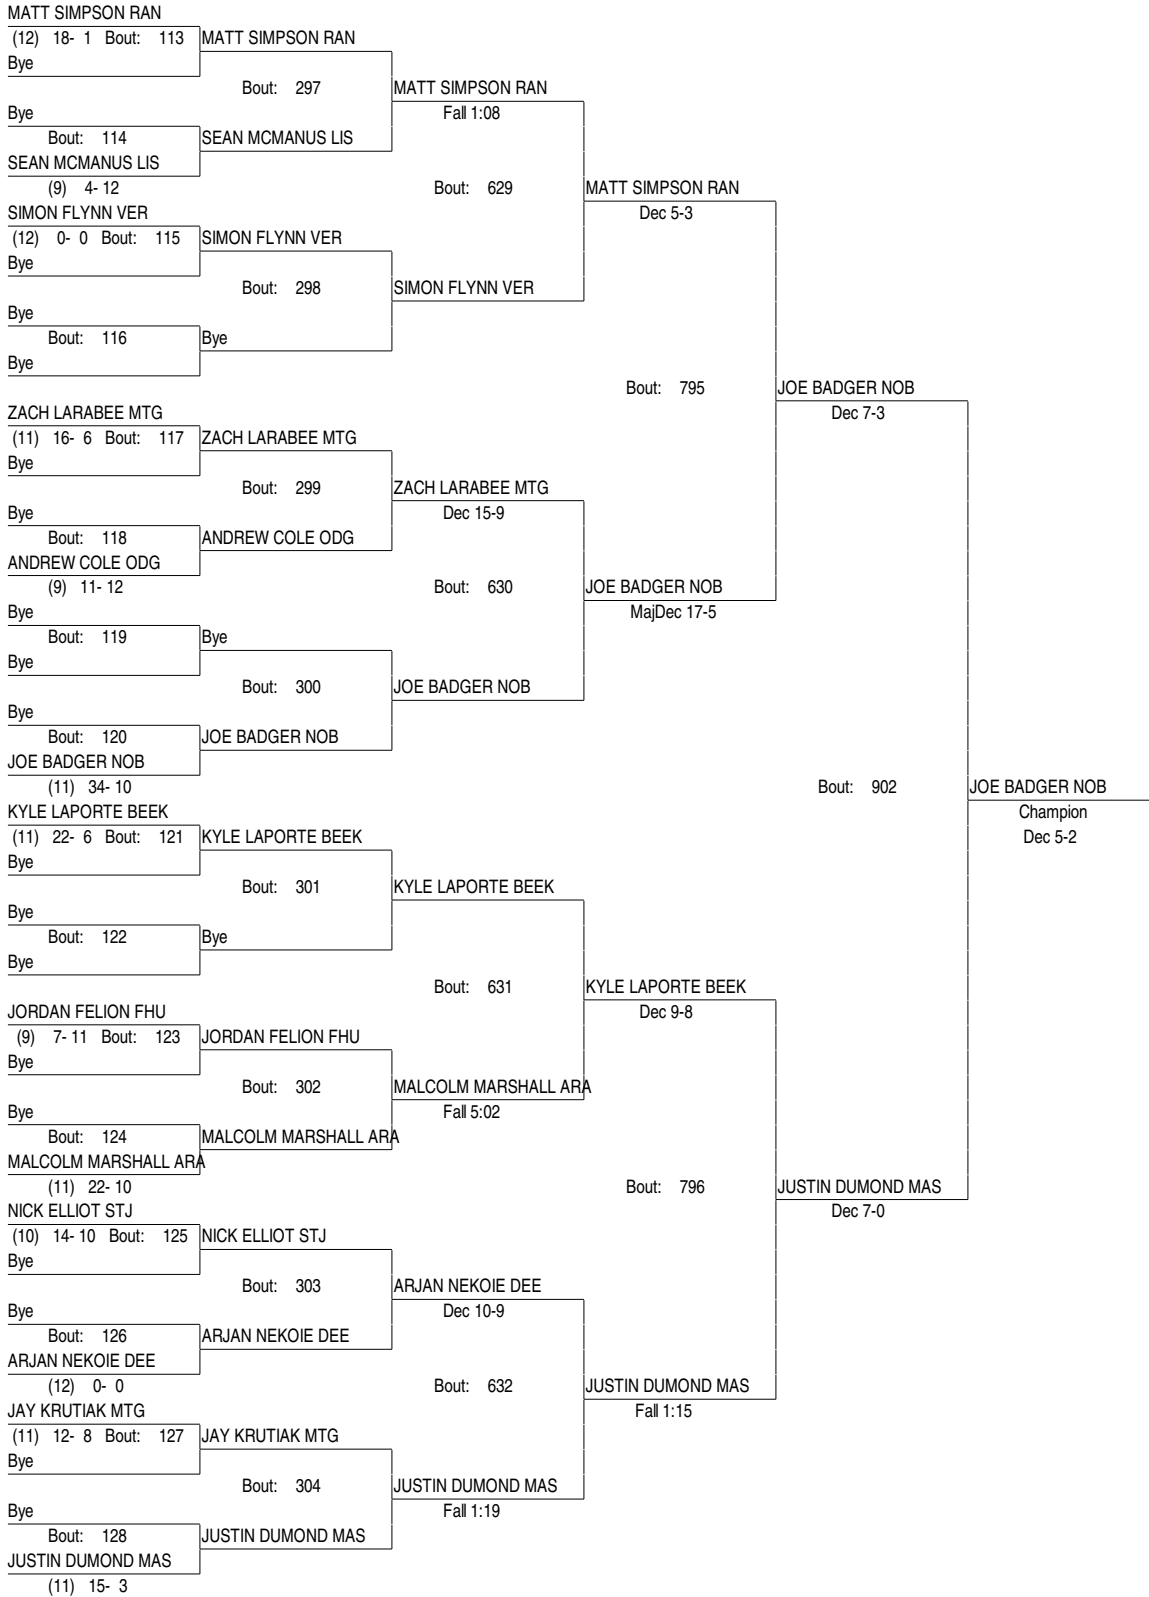 MATT SIMPSON RAN
(12) 18- 1 Bout: 113 MATT SIMPSON RAN
Bye
Bout: 297 MATT SIMPSON RAN
Bye Fall 1:08
Bout: 114 SEAN MCMANUS LIS
SEAN MCMANUS LIS
(9) 4- 12 Bout: 629 MATT SIMPSON RAN
SIMON FLYNN VER Dec 5-3
(12) 0- 0 Bout: 115 SIMON FLYNN VER
Bye
Bout: 298 SIMON FLYNN VER
Bye
Bout: 116 Bye
Bye
Bout: 795 JOE BADGER NOB
ZACH LARABEE MTG Dec 7-3
(11) 16- 6 Bout: 117 ZACH LARABEE MTG
Bye
Bout: 299 ZACH LARABEE MTG
Bye Dec 15-9
Bout: 118 ANDREW COLE ODG
ANDREW COLE ODG
(9) 11- 12 Bout: 630 JOE BADGER NOB
Bye MajDec 17-5
Bout: 119 Bye
Bye
Bout: 300 JOE BADGER NOB
Bye
Bout: 120 JOE BADGER NOB
JOE BADGER NOB
(11) 34- 10 Bout: 902 JOE BADGER NOB
KYLE LAPORTE BEEK Champion
(11) 22- 6 Bout: 121 KYLE LAPORTE BEEK Dec 5-2
Bye
Bout: 301 KYLE LAPORTE BEEK
Bye
Bout: 122 Bye
Bye
Bout: 631 KYLE LAPORTE BEEK
JORDAN FELION FHU Dec 9-8
(9) 7- 11 Bout: 123 JORDAN FELION FHU
Bye
Bout: 302 MALCOLM MARSHALL ARA
Bye Fall 5:02
Bout: 124 MALCOLM MARSHALL ARA
MALCOLM MARSHALL ARA
(11) 22- 10 Bout: 796 JUSTIN DUMOND MAS
NICK ELLIOT STJ Dec 7-0
(10) 14- 10 Bout: 125 NICK ELLIOT STJ
Bye
Bout: 303 ARJAN NEKOIE DEE
Bye Dec 10-9
Bout: 126 ARJAN NEKOIE DEE
ARJAN NEKOIE DEE
(12) 0- 0 Bout: 632 JUSTIN DUMOND MAS
JAY KRUTIAK MTG Fall 1:15
(11) 12- 8 Bout: 127 JAY KRUTIAK MTG
Bye
Bout: 304 JUSTIN DUMOND MAS
Bye Fall 1:19
Bout: 128 JUSTIN DUMOND MAS
JUSTIN DUMOND MAS
(11) 15- 3